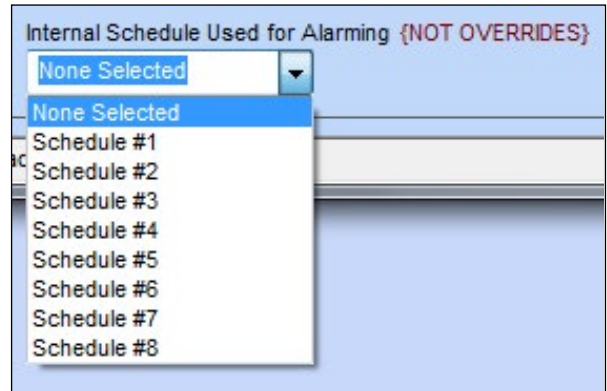 Internal Schedule Used for Alarming {NOT OVERRIDES}
None Selected
None Selected
Schedule #1
Schedule #2
Schedule #3
Schedule #4
Schedule #5
Schedule #6
Schedule #7
Schedule #8